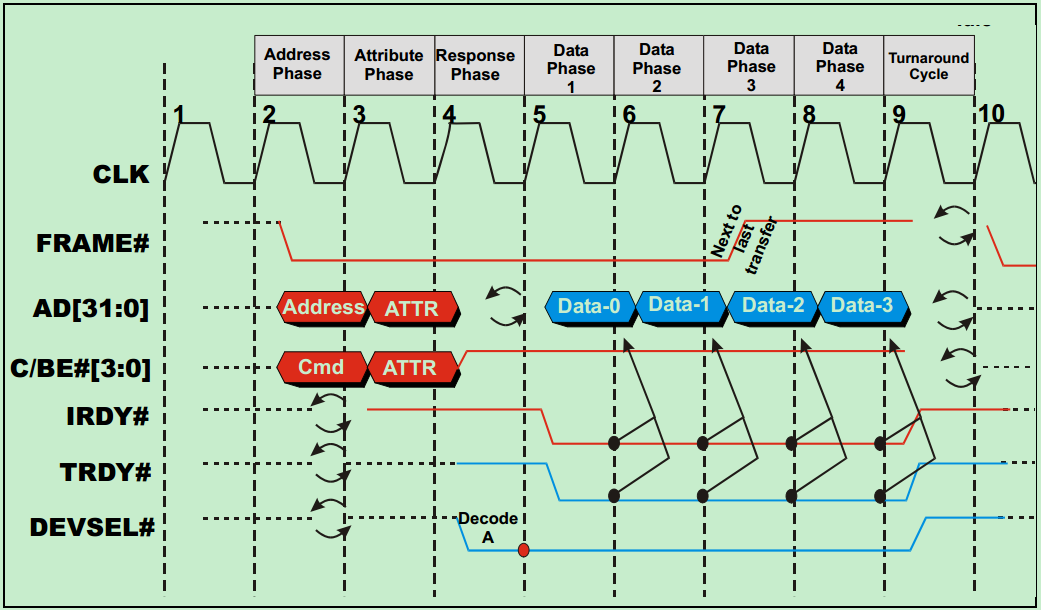 Address Phase
Attribute Phase
Response Phase
Data Phase 1
Data Phase 2
Data Phase 3
Data Phase 4
Turnaround Cycle
1 2 3 4 5 6 7 8 9 10
CLK
FRAME#
Next to last transfer
AD[31:0]
Address ATTR Data-0 Data-1 Data-2 Data-3
C/BE#[3:0]
Cmd ATTR
IRDY#
TRDY#
DEVSEL#
Decode A